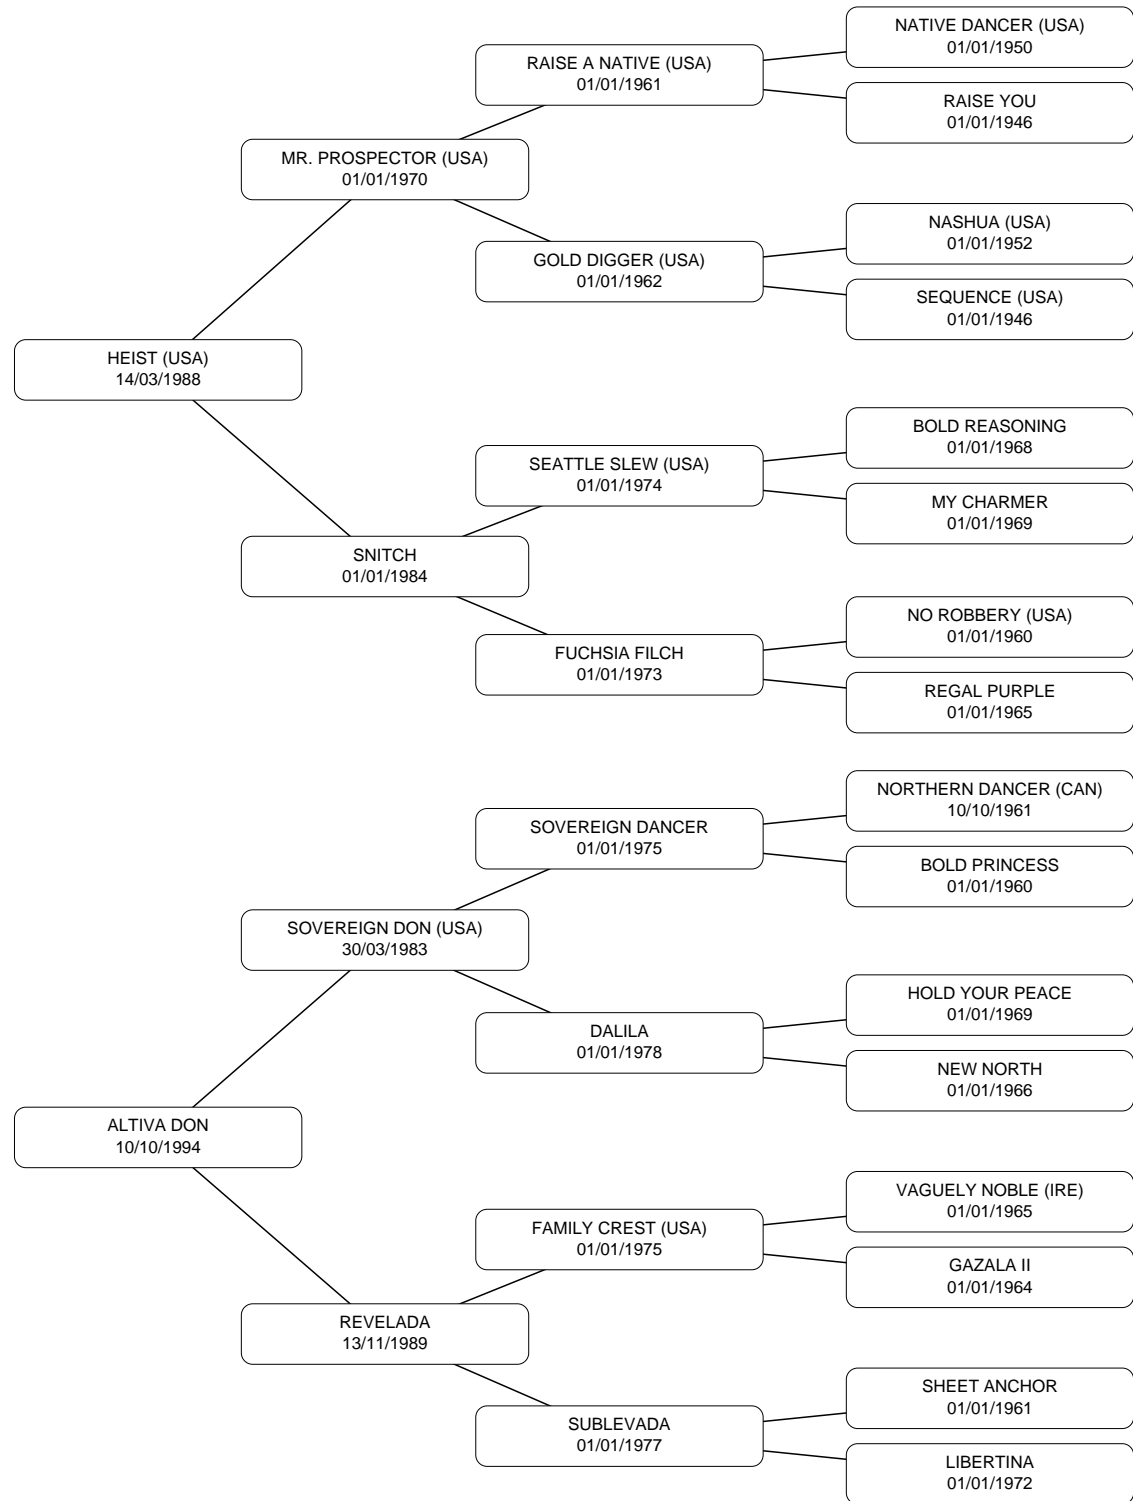 NATIVE DANCER (USA)
01/01/1950
RAISE A NATIVE (USA)
01/01/1961
RAISE YOU
01/01/1946
MR. PROSPECTOR (USA)
01/01/1970
NASHUA (USA)
01/01/1952
GOLD DIGGER (USA)
01/01/1962
SEQUENCE (USA)
01/01/1946
HEIST (USA)
14/03/1988
BOLD REASONING
01/01/1968
SEATTLE SLEW (USA)
01/01/1974
MY CHARMER
01/01/1969
SNITCH
01/01/1984
NO ROBBERY (USA)
01/01/1960
FUCHSIA FILCH
01/01/1973
REGAL PURPLE
01/01/1965
NORTHERN DANCER (CAN)
10/10/1961
SOVEREIGN DANCER
01/01/1975
BOLD PRINCESS
01/01/1960
SOVEREIGN DON (USA)
30/03/1983
HOLD YOUR PEACE
01/01/1969
DALILA
01/01/1978
NEW NORTH
01/01/1966
ALTIVA DON
10/10/1994
VAGUELY NOBLE (IRE)
01/01/1965
FAMILY CREST (USA)
01/01/1975
GAZALA II
01/01/1964
REVELADA
13/11/1989
SHEET ANCHOR
01/01/1961
SUBLEVADA
01/01/1977
LIBERTINA
01/01/1972